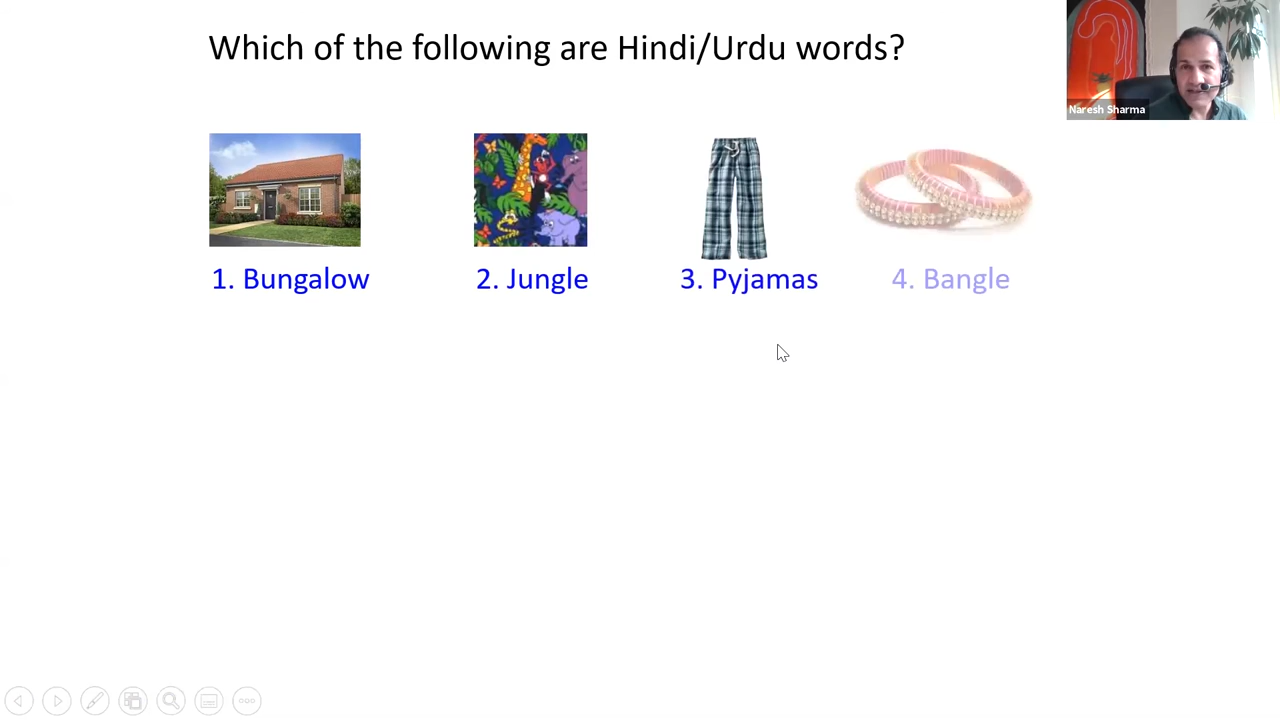 Which of the following are Hindi/Urdu words?
Naresh Sharma
1. Bungalow
2. Jungle
3. Pyjamas
4. Bangle